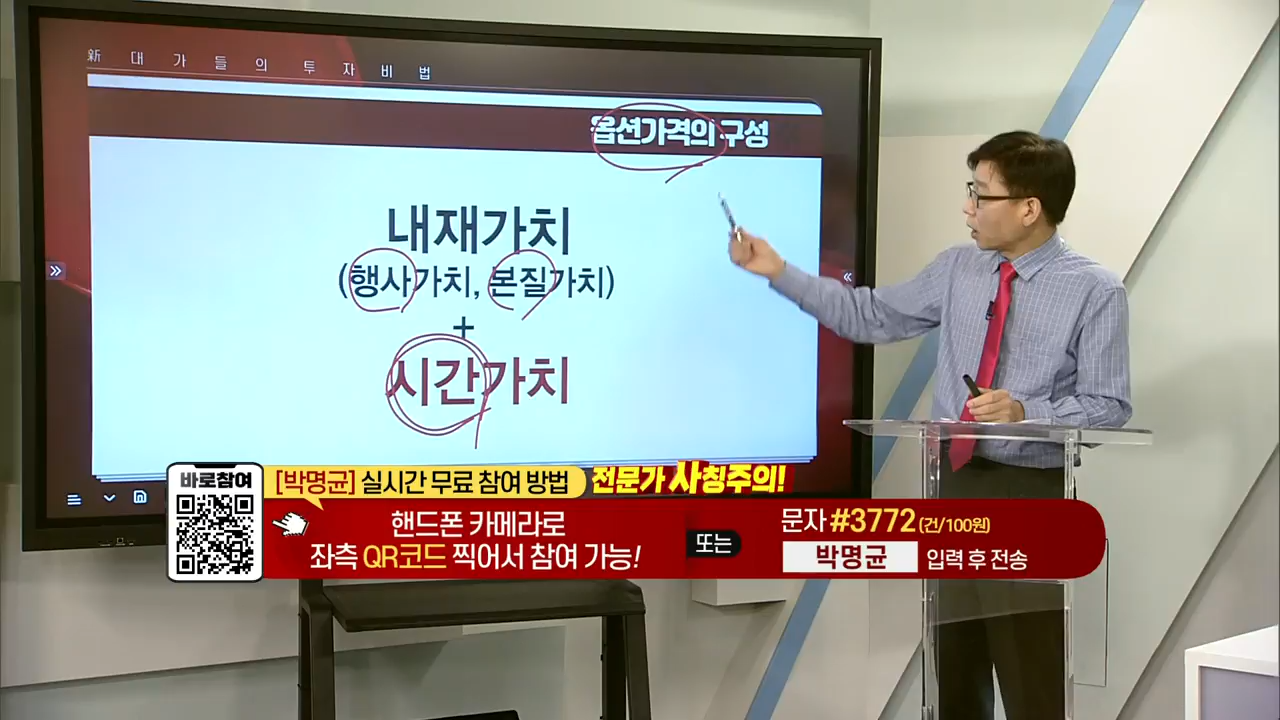 新 대 가 들 의 투 자 비 법
옵션가격의 구성
내재가치
(행사가치, 본질가치)
+
시간가치
바로참여
[박명균] 실시간 무료 참여 방법
전문가 사칭주의!
핸드폰 카메라로
좌측 QR코드 찍어서 참여 가능!
또는
문자 #3772 (건/100원)
박명균 입력 후 전송